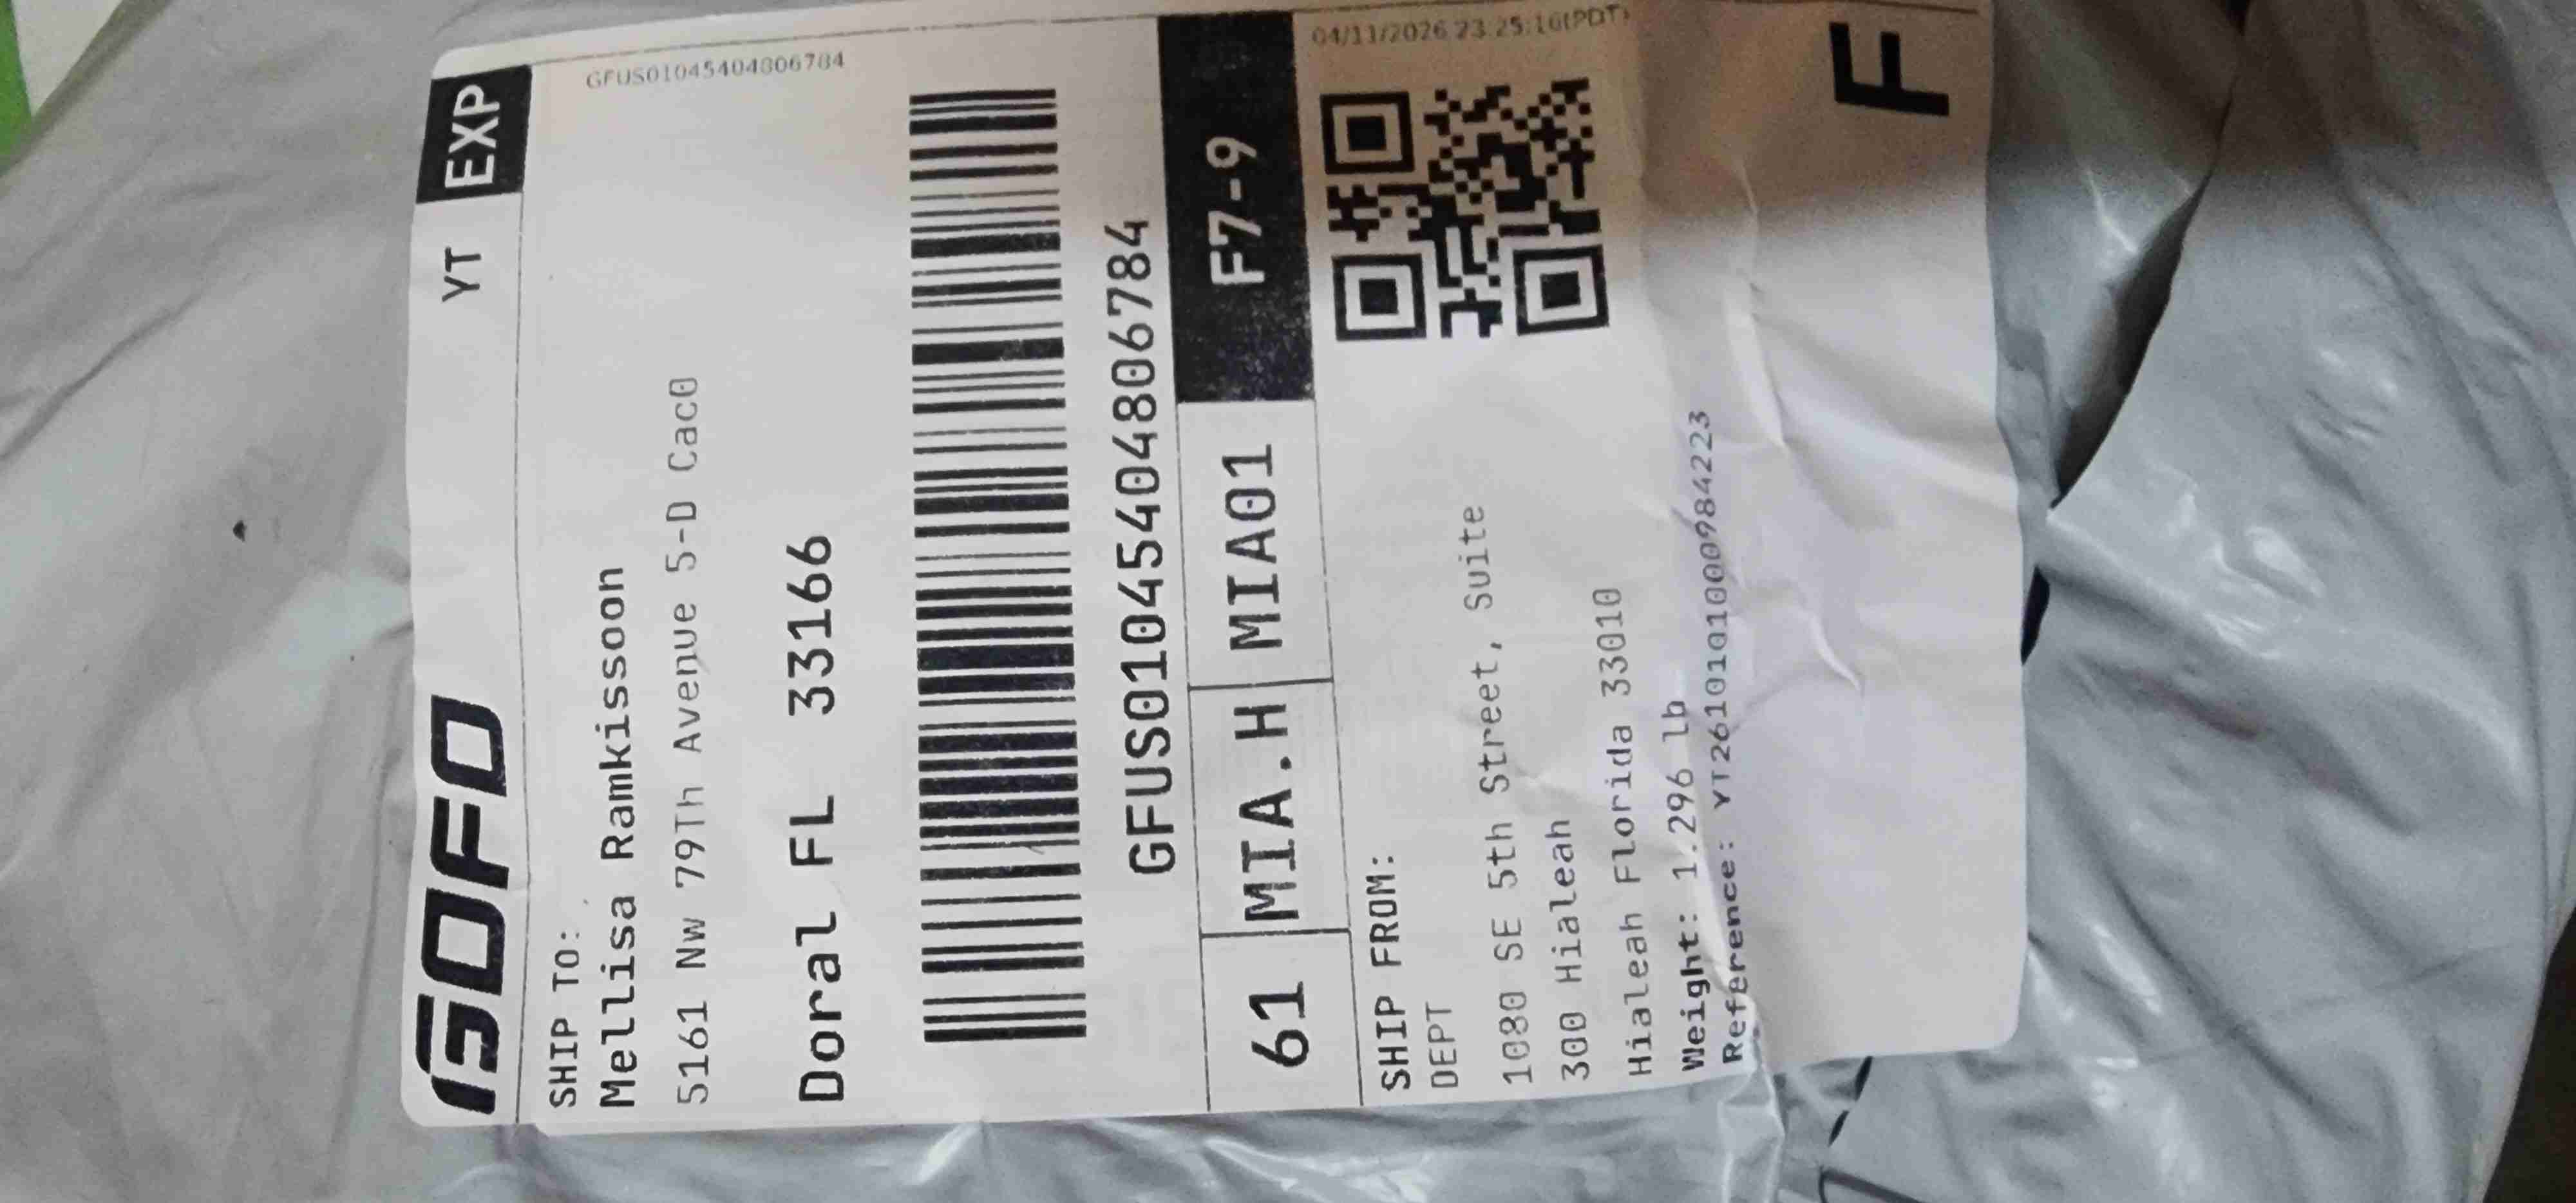 GOFO YT EXP
GFUS01045404806784
SHIP TO:
Mellisa Ramkissoon
5161 Nw 79Th Avenue 5-D Cac0
Doral FL 33166
GFUS01045404806784
61 MIA.H MIA01 F7-9
04/11/2026 23:25:16(PDT)
SHIP FROM:
DEPT
1080 SE 5th Street, Suite
300 Hialeah
Hialeah Florida 33010
Weight: 1.296 lb
Reference: YT2610101000984223
F